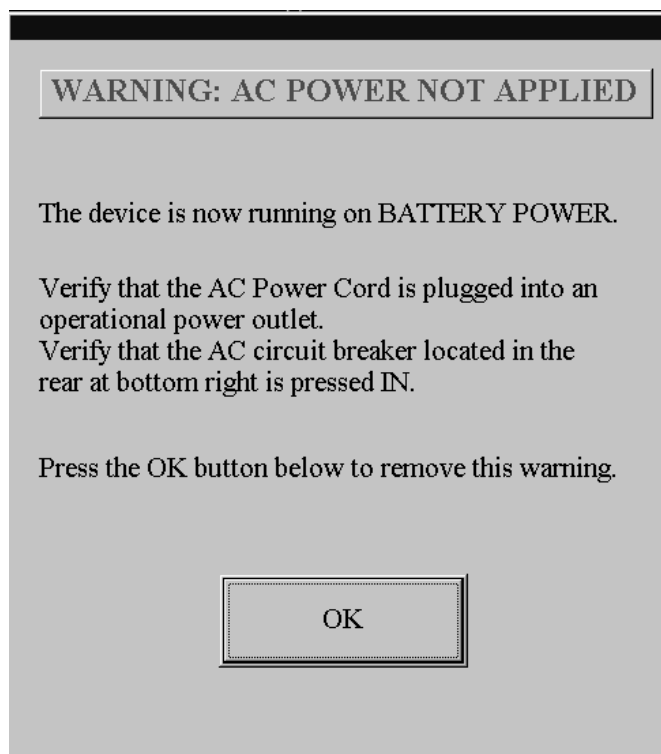 WARNING: AC POWER NOT APPLIED
The device is now running on BATTERY POWER.
Verify that the AC Power Cord is plugged into an
operational power outlet.
Verify that the AC circuit breaker located in the
rear at bottom right is pressed IN.
Press the OK button below to remove this warning.
OK